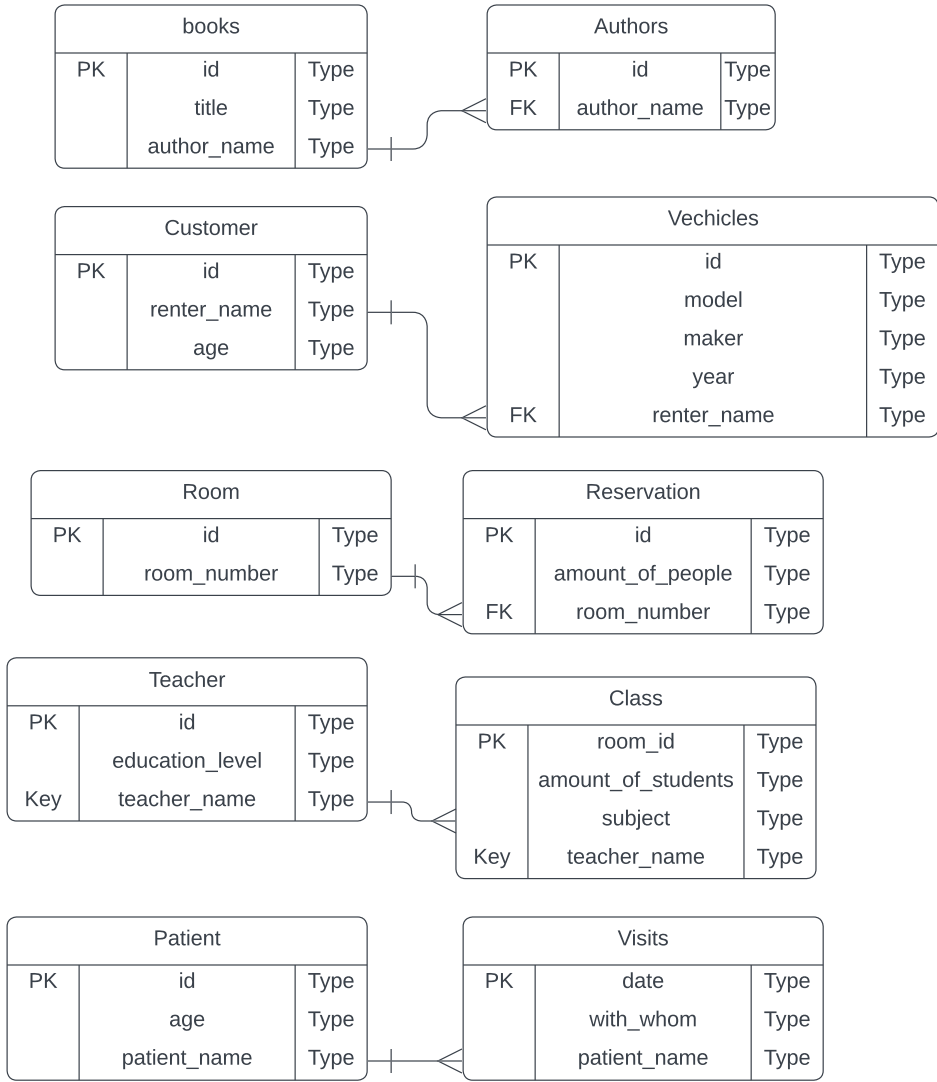 books
PK id Type
title Type
author_name Type
Authors
PK id Type
FK author_name Type
Customer
PK id Type
renter_name Type
age Type
Vechicles
PK id Type
model Type
maker Type
year Type
FK renter_name Type
Room
PK id Type
room_number Type
Reservation
PK id Type
amount_of_people Type
FK room_number Type
Teacher
PK id Type
education_level Type
Key teacher_name Type
Class
PK room_id Type
amount_of_students Type
subject Type
Key teacher_name Type
Patient
PK id Type
age Type
patient_name Type
Visits
PK date Type
with_whom Type
patient_name Type